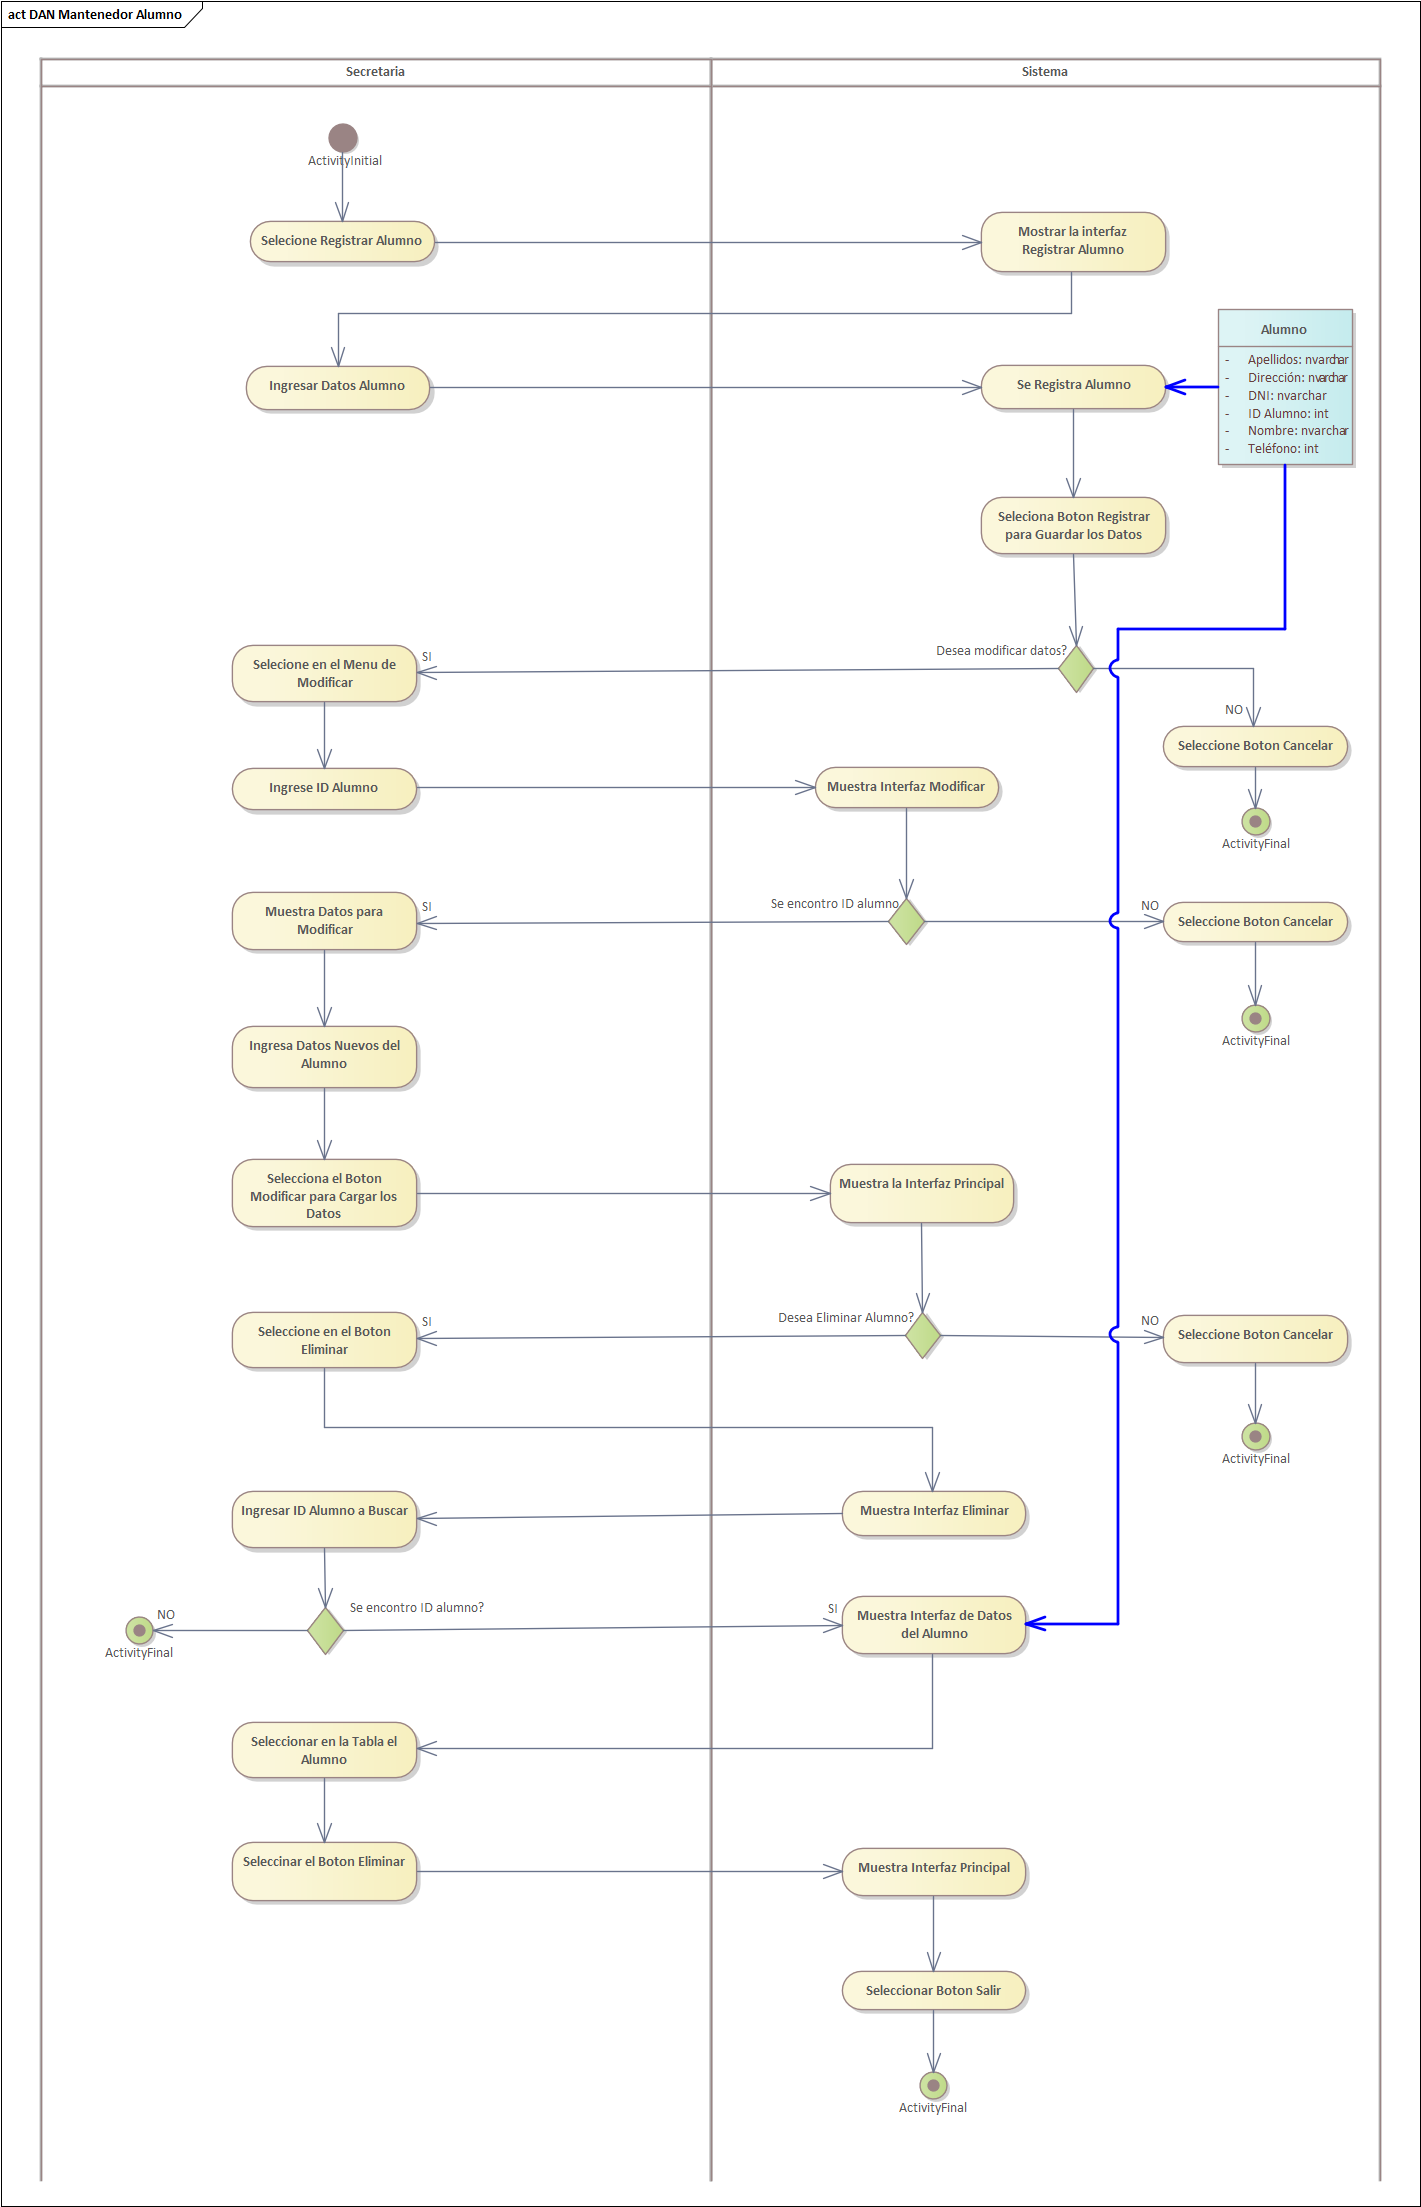 act DAN Mantenedor Alumno
Secretaria
Sistema
ActivityInitial
Selecione Registrar Alumno
Mostrar la interfaz
Registrar Alumno
Alumno
- Apellidos: nvarchar
- Dirección: nvarchar
- DNI: nvarchar
- ID Alumno: int
- Nombre: nvarchar
- Teléfono: int
Ingresar Datos Alumno
Se Registra Alumno
Seleciona Boton Registrar
para Guardar los Datos
Desea modificar datos?
SI
Selecione en el Menu de
Modificar
NO
Seleccione Boton Cancelar
Ingrese ID Alumno
Muestra Interfaz Modificar
ActivityFinal
Se encontro ID alumno
SI
NO
Muestra Datos para
Modificar
Seleccione Boton Cancelar
ActivityFinal
Ingresa Datos Nuevos del
Alumno
Selecciona el Boton
Modificar para Cargar los
Datos
Muestra la Interfaz Principal
Desea Eliminar Alumno?
SI
NO
Seleccione en el Boton
Eliminar
Seleccione Boton Cancelar
ActivityFinal
Ingresar ID Alumno a Buscar
Muestra Interfaz Eliminar
Se encontro ID alumno?
NO
SI
ActivityFinal
Muestra Interfaz de Datos
del Alumno
Seleccionar en la Tabla el
Alumno
Seleccinar el Boton Eliminar
Muestra Interfaz Principal
Seleccionar Boton Salir
ActivityFinal